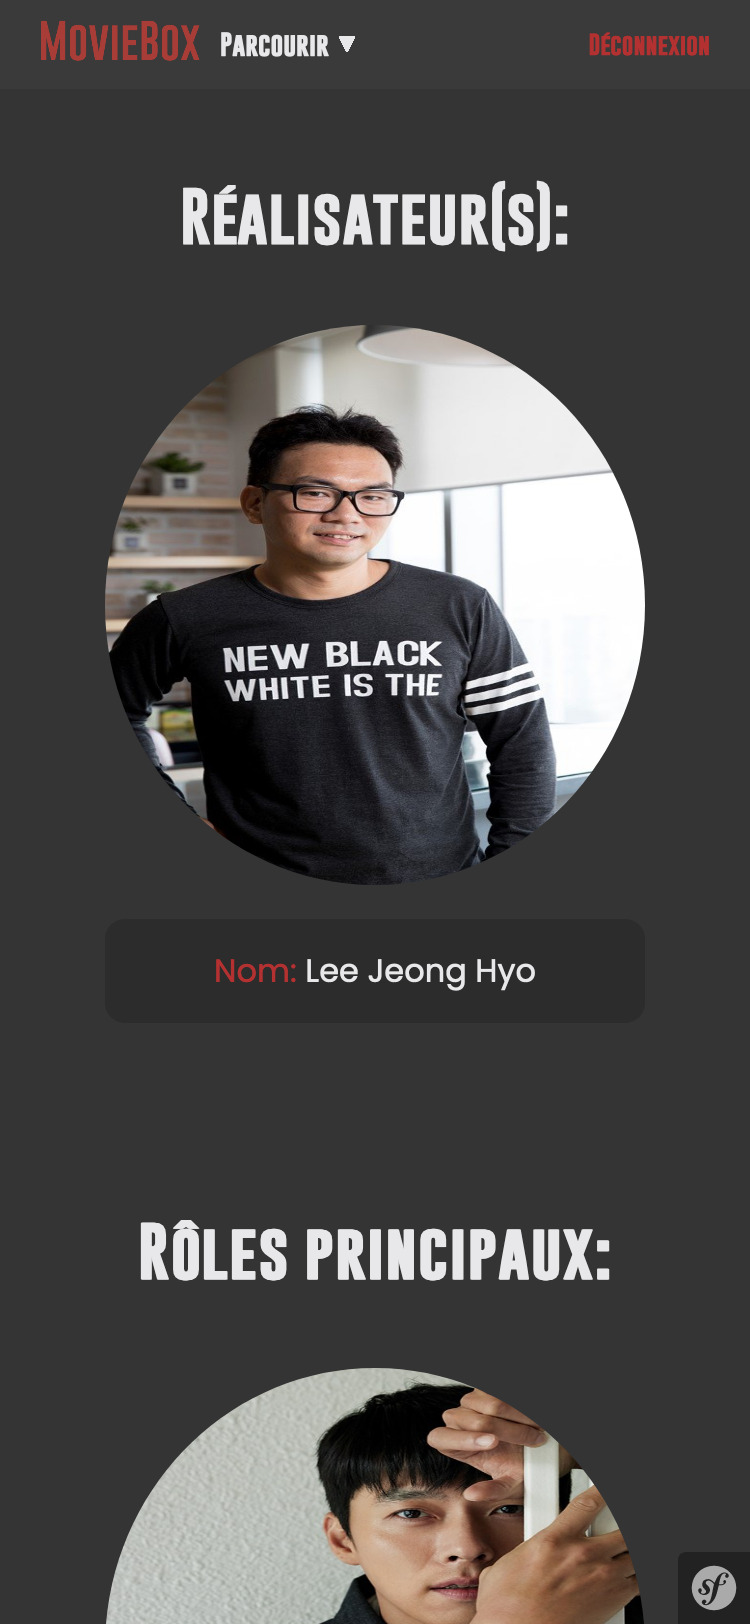 MovieBox
Parcourir ▼
Déconnexion
Réalisateur(s):
NEW BLACK
WHITE IS THE
Nom: Lee Jeong Hyo
Rôles principaux:
sf